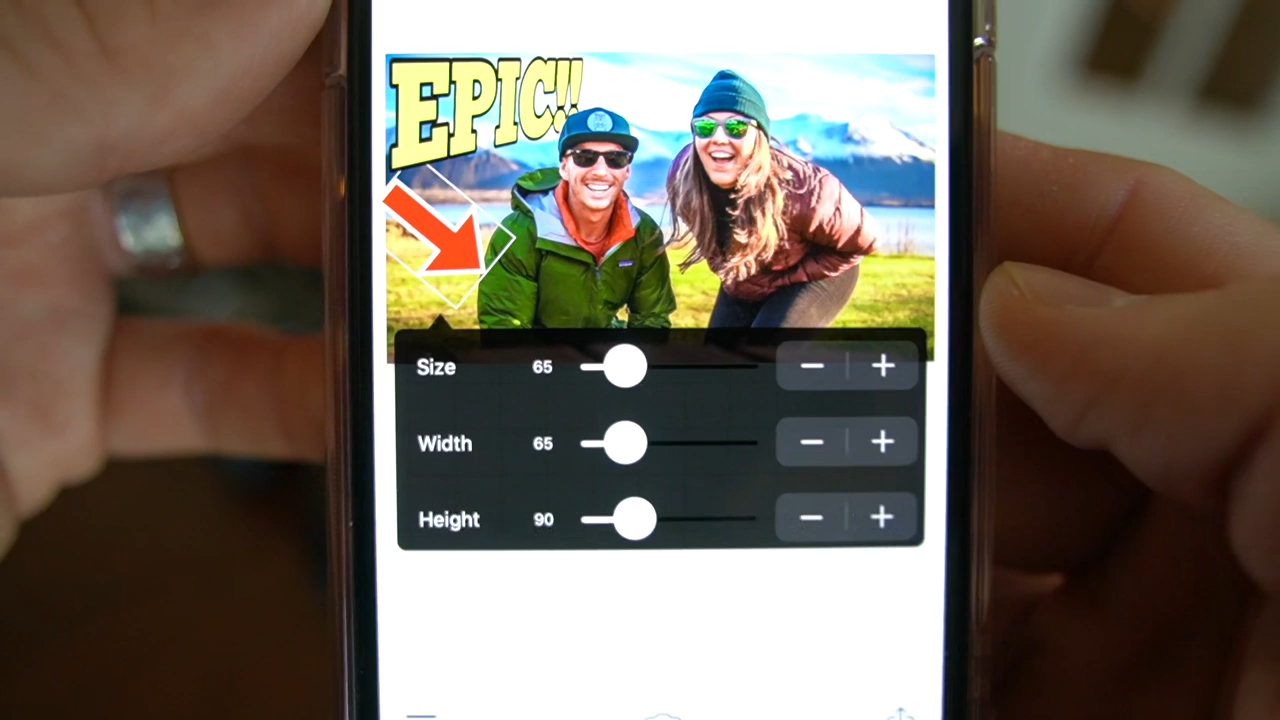 EPIC!!
Size 65 − +
Width 65 − +
Height 90 − +